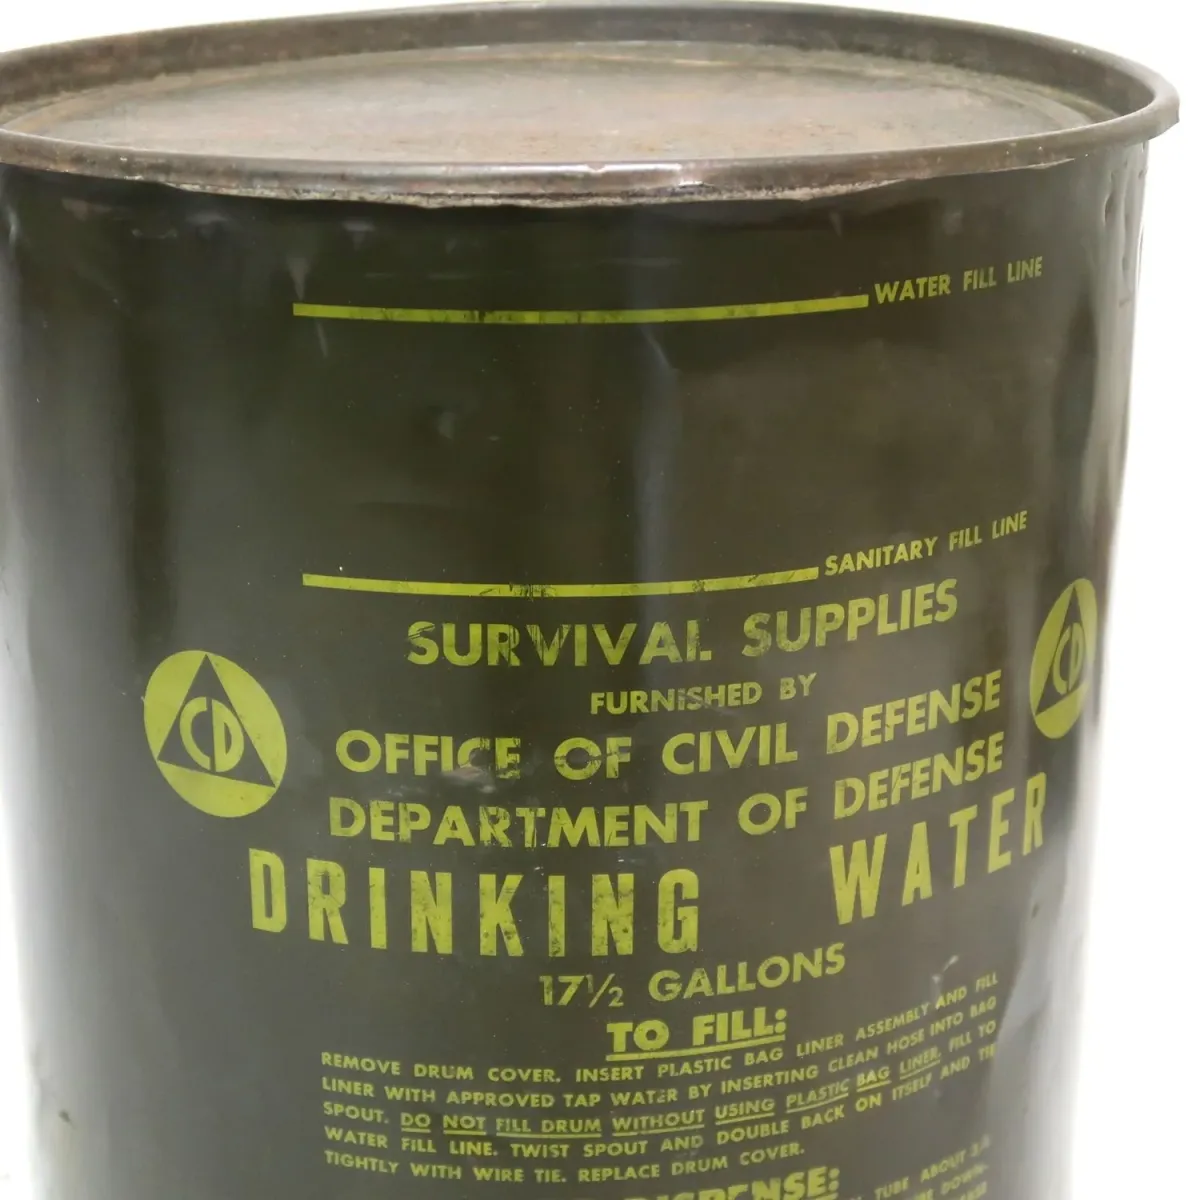 WATER FILL LINE
SANITARY FILL LINE
SURVIVAL SUPPLIES
FURNISHED BY
OFFICE OF CIVIL DEFENSE
DEPARTMENT OF DEFENSE
CD
CD
DRINKING WATER
17½ GALLONS
TO FILL:
REMOVE DRUM COVER. INSERT PLASTIC BAG LINER ASSEMBLY AND FILL
LINER WITH APPROVED TAP WATER BY INSERTING CLEAN HOSE INTO BAG
SPOUT. DO NOT FILL DRUM WITHOUT USING PLASTIC BAG LINER. FILL TO
WATER FILL LINE. TWIST SPOUT AND DOUBLE BACK ON ITSELF AND TIE
TIGHTLY WITH WIRE TIE. REPLACE DRUM COVER.
DISPENSE:
TUBE ABOUT
DOWN-